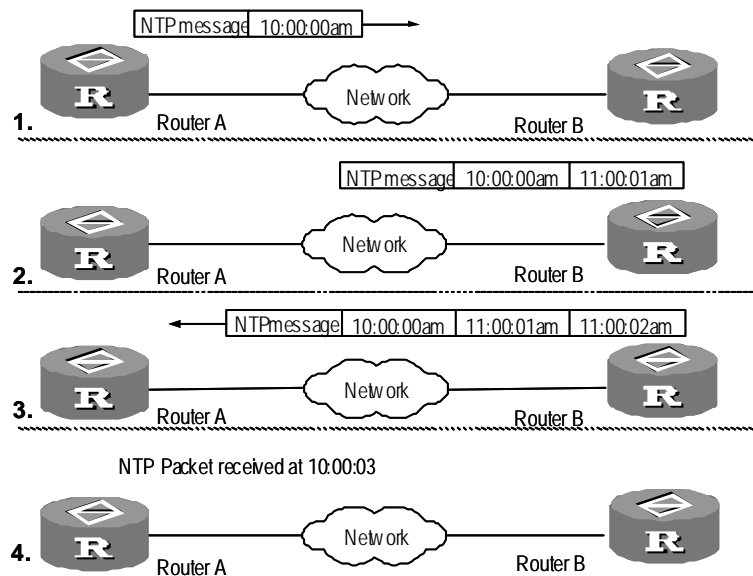 NTP message 10:00:00am
R Network R
1. Router A Router B
NTP message 10:00:00am 11:00:01am
R Network R
2. Router A Router B
NTPmessage 10:00:00am 11:00:01am 11:00:02am
R Network R
3. Router A Router B
NTP Packet received at 10:00:03
R Network R
4. Router A Router B